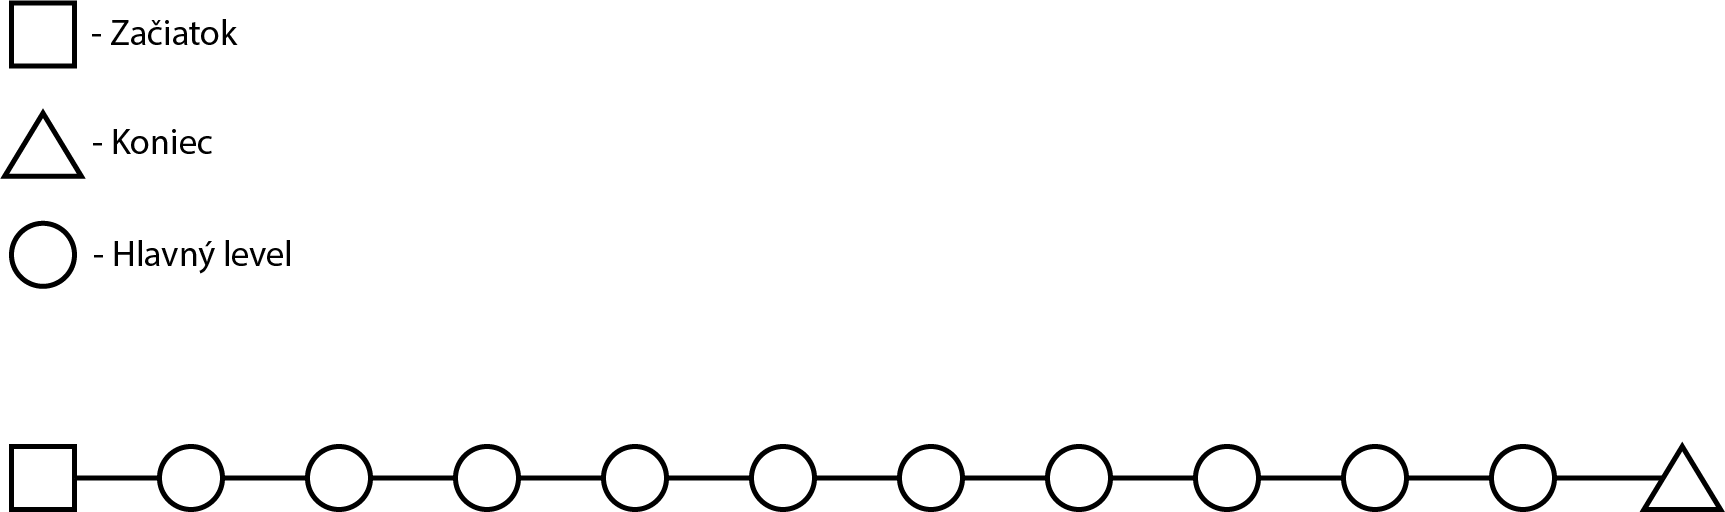 - Začiatok
- Koniec
- Hlavný level